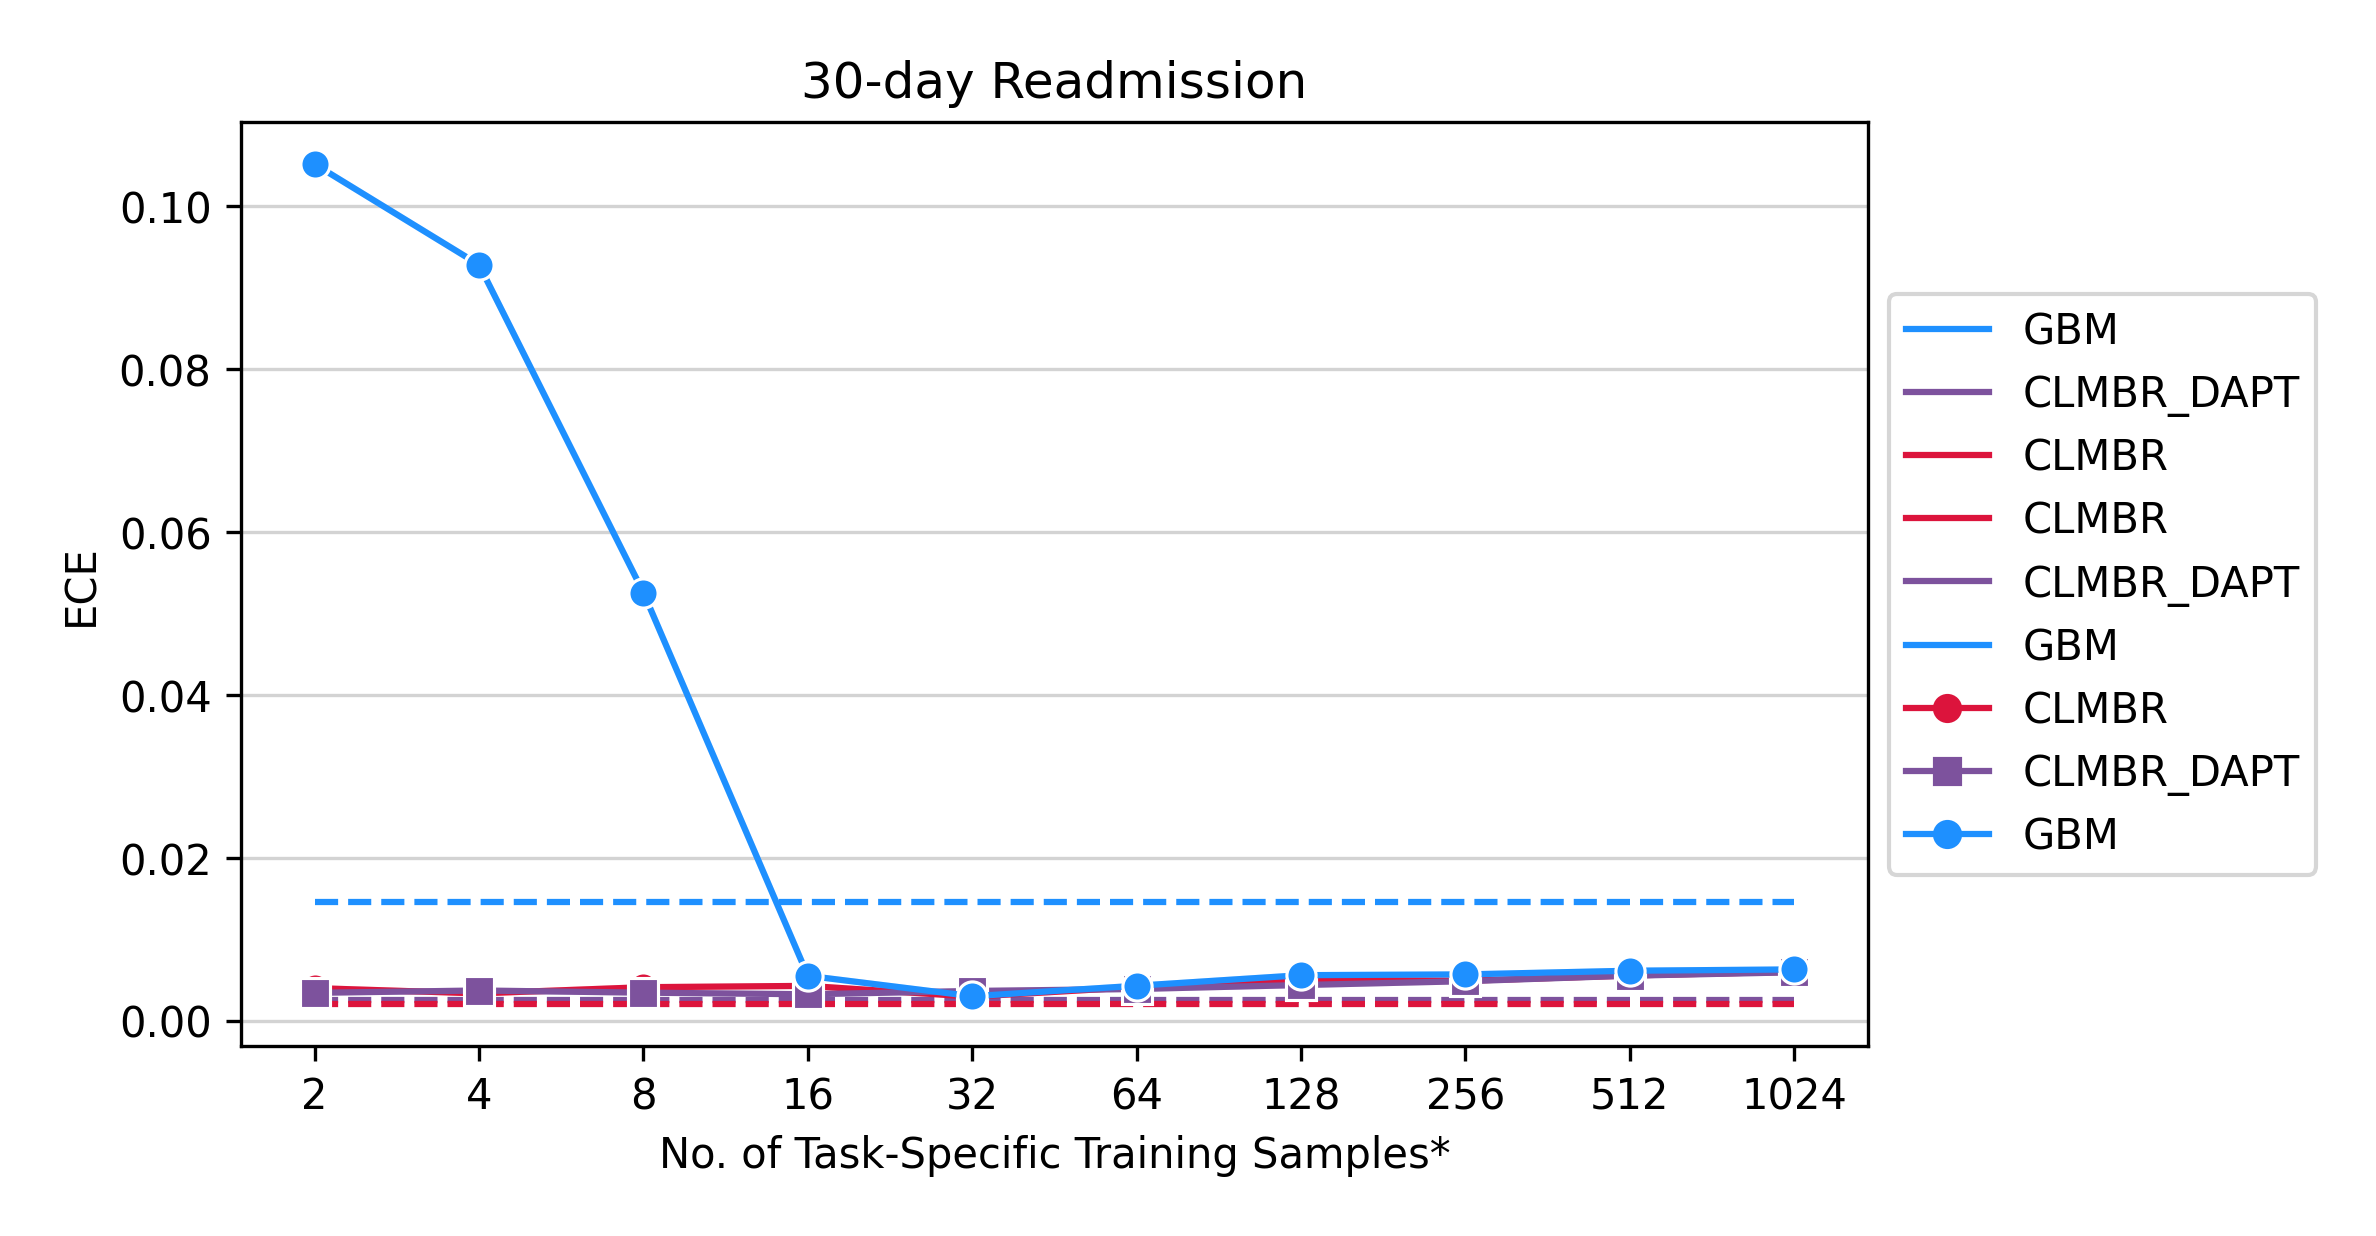 30-day Readmission
ECE
0.10
0.08
0.06
0.04
0.02
0.00
2 4 8 16 32 64 128 256 512 1024
No. of Task-Specific Training Samples*
GBM
CLMBR_DAPT
CLMBR
CLMBR
CLMBR_DAPT
GBM
CLMBR
CLMBR_DAPT
GBM